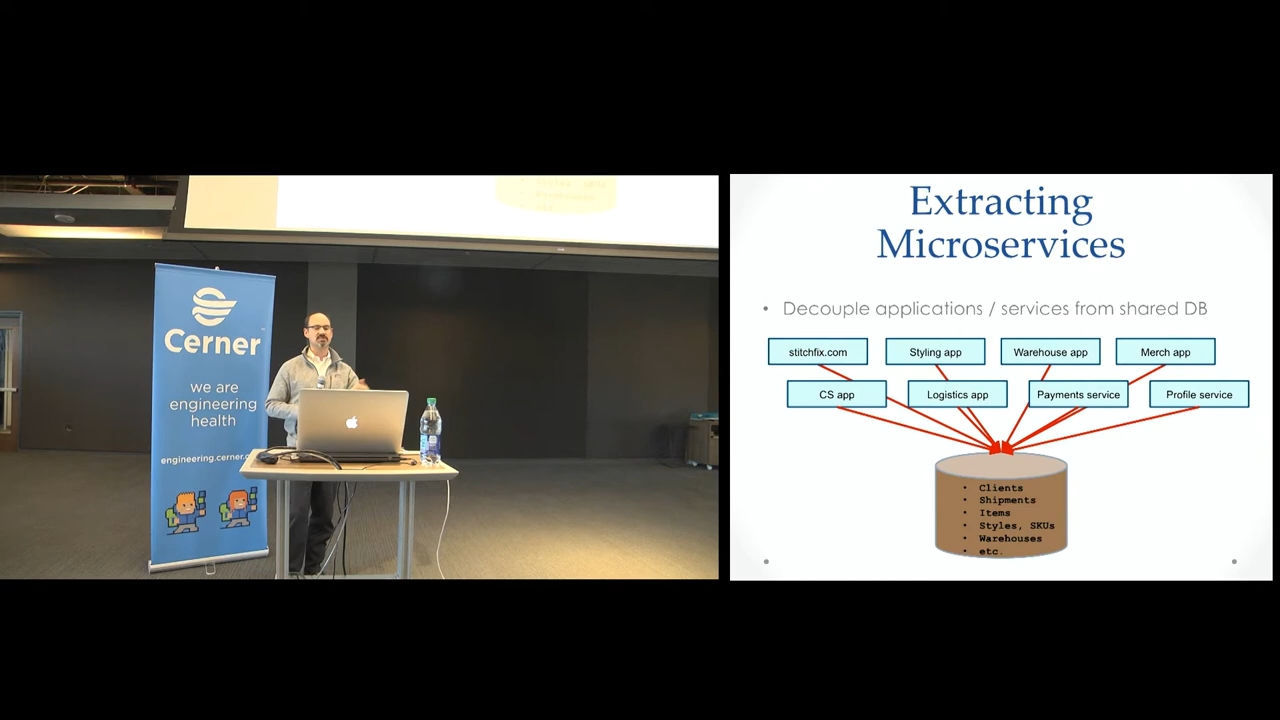 Cerner
we are
engineering
health
engineering.cerner.
Extracting
Microservices
• Decouple applications / services from shared DB
stitchfix.com
Styling app
Warehouse app
Merch app
CS app
Logistics app
Payments service
Profile service
• Clients
• Shipments
• Items
• Styles, SKUs
• Warehouses
• etc.